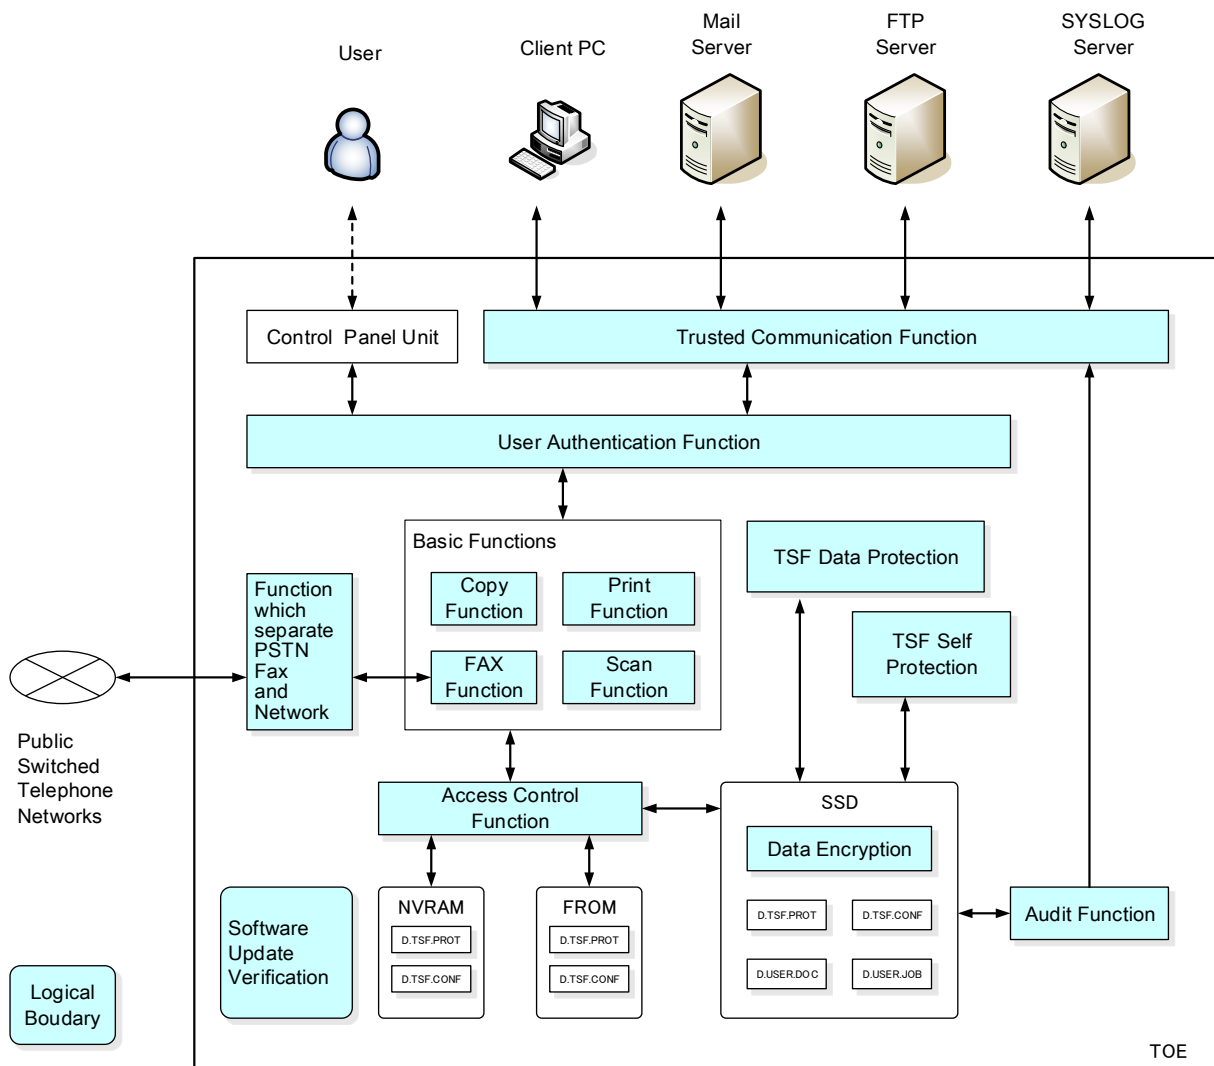 User
Client PC
Mail
Server
FTP
Server
SYSLOG
Server
Control Panel Unit
Trusted Communication Function
User Authentication Function
Basic Functions
Copy
Function
Print
Function
FAX
Function
Scan
Function
Function
which
separate
PSTN
Fax
and
Network
TSF Data Protection
TSF Self
Protection
Public
Switched
Telephone
Networks
Access Control
Function
SSD
Data Encryption
D.TSF.PROT
D.TSF.CONF
D.USER.DOC
D.USER.JOB
Audit Function
NVRAM
D.TSF.PROT
D.TSF.CONF
FROM
D.TSF.PROT
D.TSF.CONF
Software
Update
Verification
Logical
Boudary
TOE